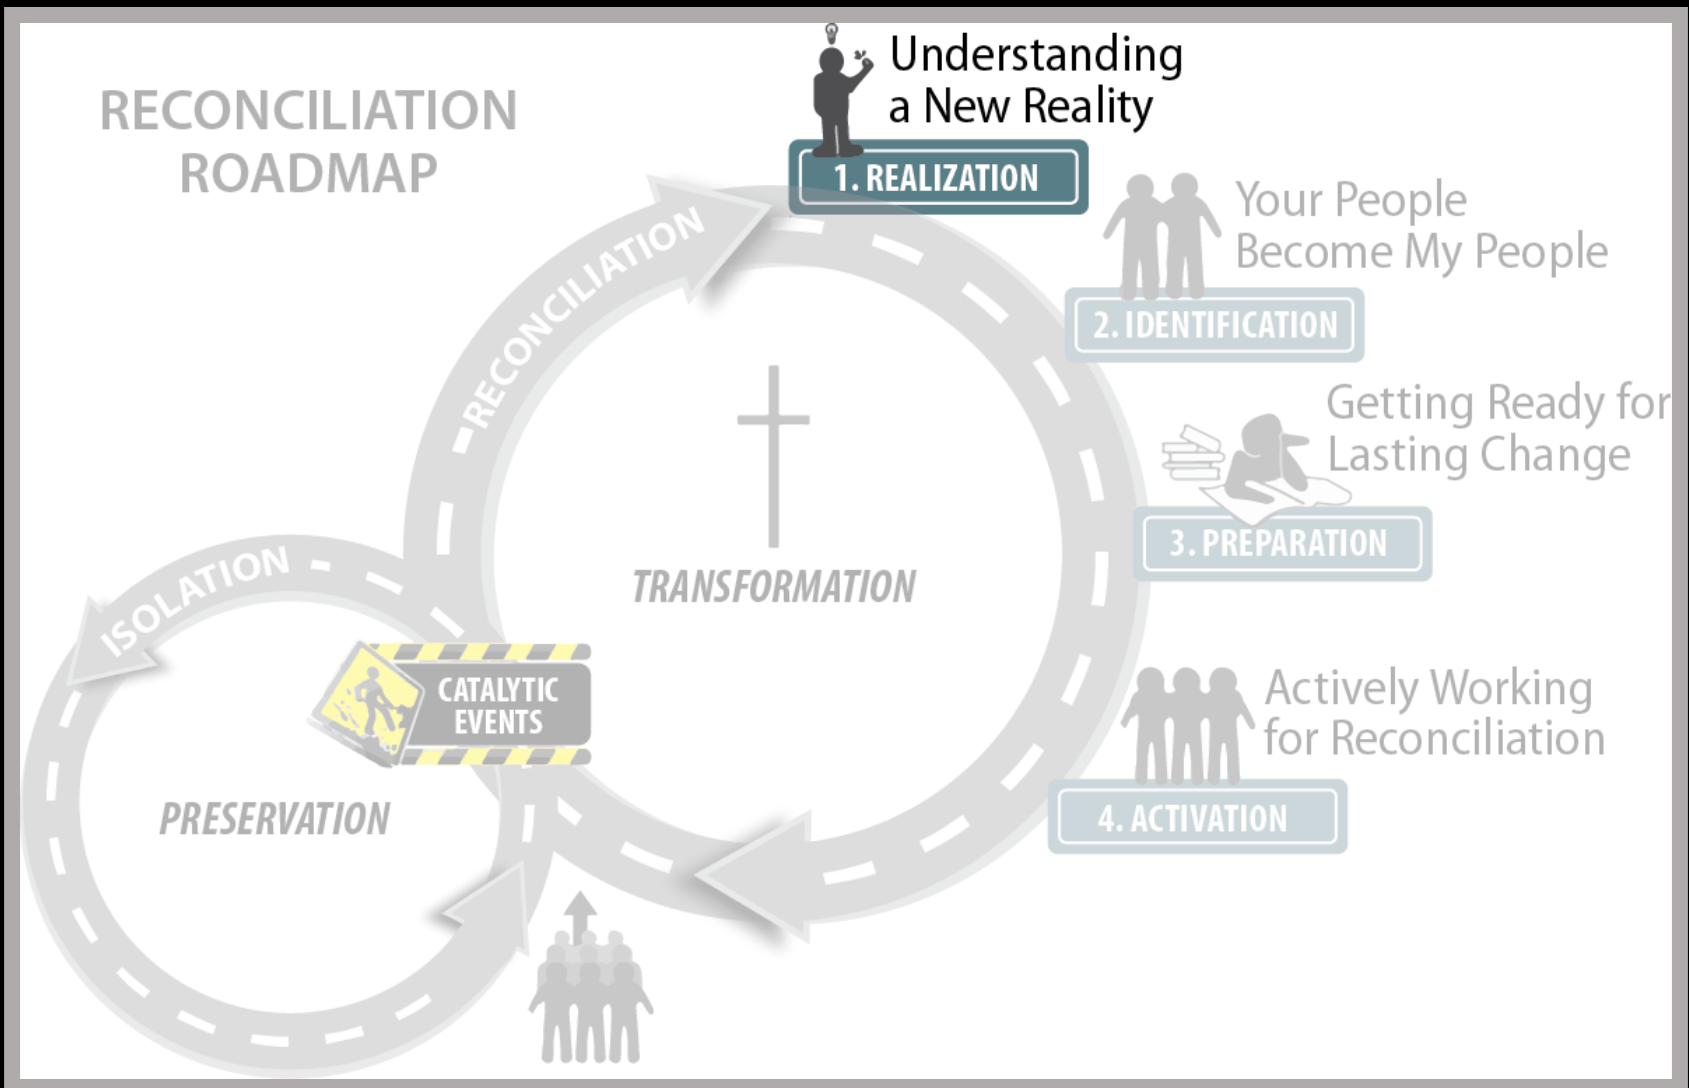 RECONCILIATION
ROADMAP
Understanding
a New Reality
1. REALIZATION
Your People
Become My People
2. IDENTIFICATION
Getting Ready for
Lasting Change
3. PREPARATION
Actively Working
for Reconciliation
4. ACTIVATION
RECONCILIATION
TRANSFORMATION
ISOLATION
CATALYTIC
EVENTS
PRESERVATION